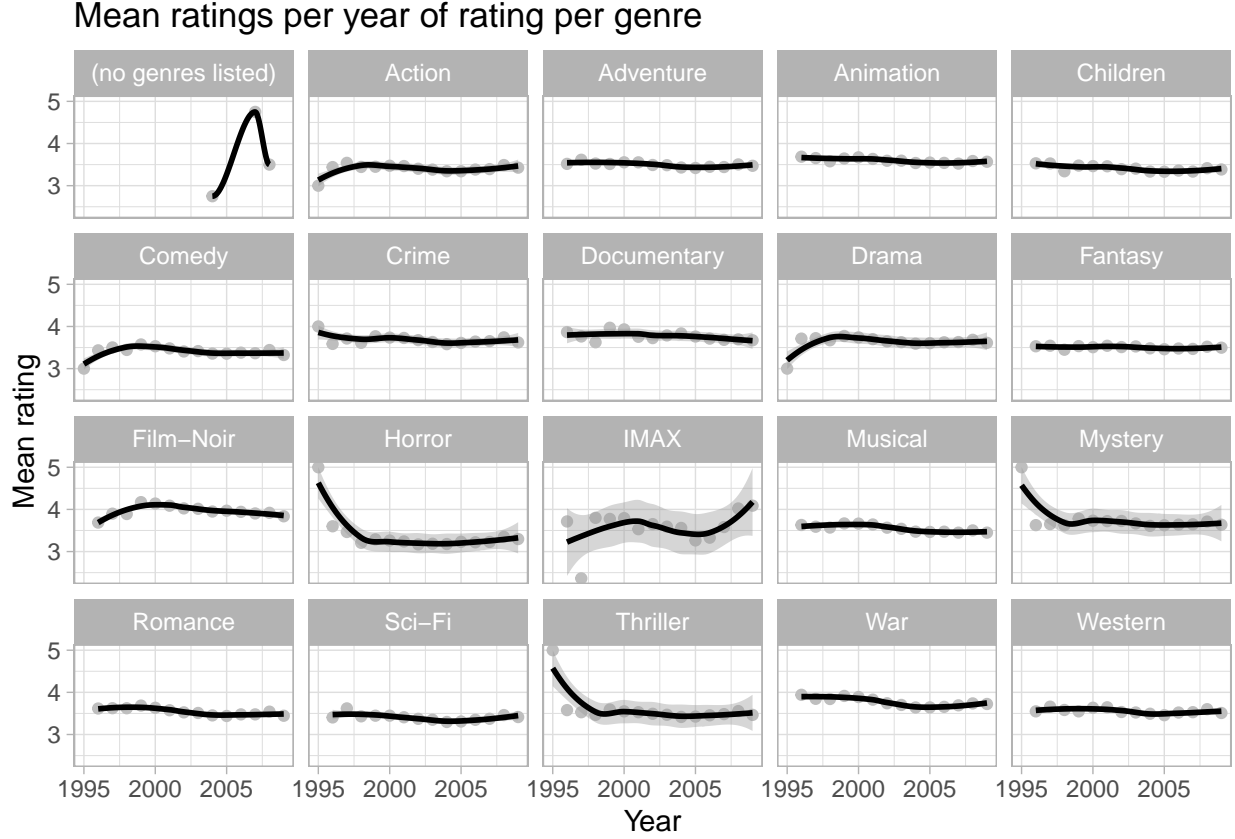 Mean ratings per year of rating per genre
(no genres listed) Action Adventure Animation Children
5
4
3
Comedy Crime Documentary Drama Fantasy
5
4
3
Film−Noir Horror IMAX Musical Mystery
5
4
3
Romance Sci−Fi Thriller War Western
5
4
3
1995 2000 2005 1995 2000 2005 1995 2000 2005 1995 2000 2005 1995 2000 2005
Year
Mean rating